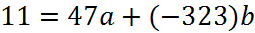 11 = 47a + (−323)b